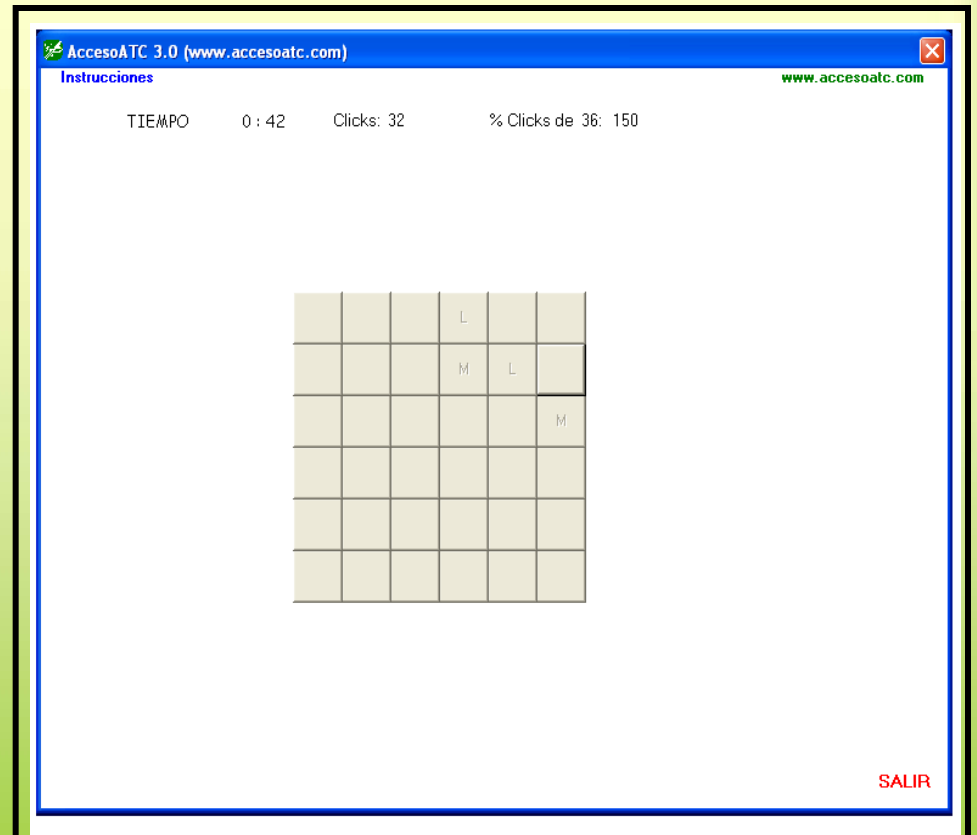 AccesoATC 3.0 (www.accesoatc.com)
Instrucciones www.accesoatc.com
TIEMPO 0 : 42 Clicks: 32 % Clicks de 36: 150
L
M L
M
SALIR